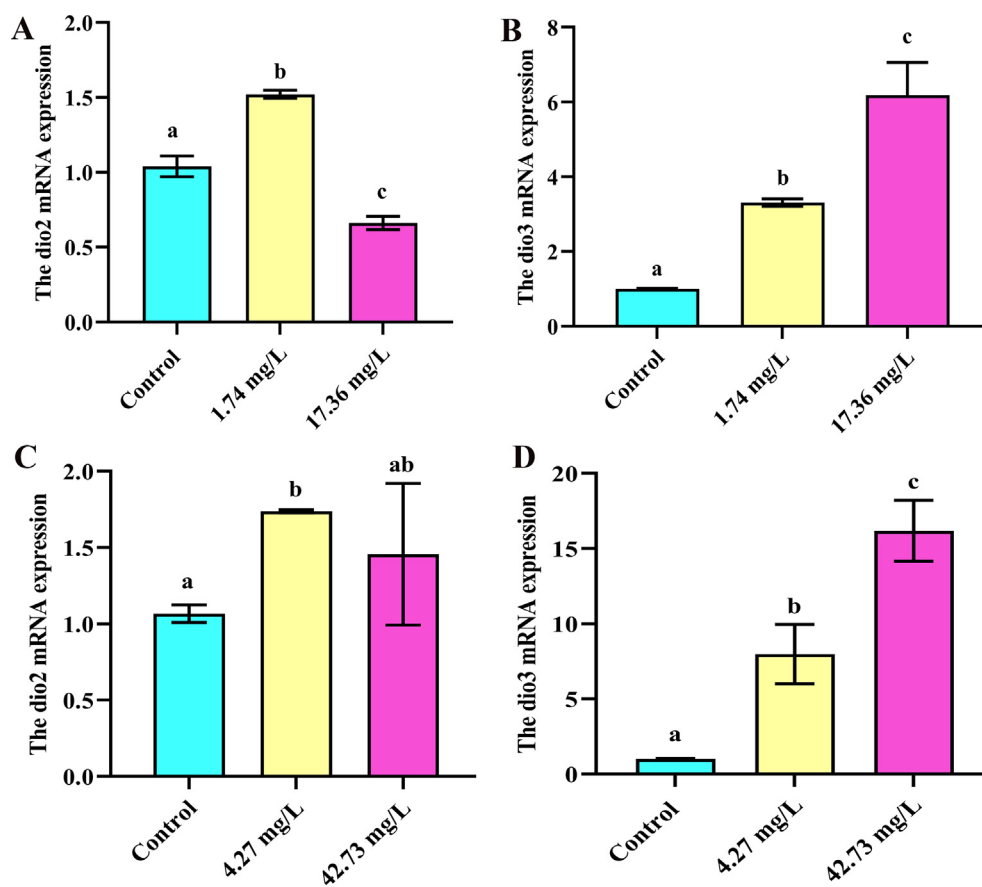 A
The dio2 mRNA expression
2.0
1.5
1.0
0.5
0.0
a
b
c
Control
1.74 mg/L
17.36 mg/L
B
The dio3 mRNA expression
8
6
4
2
0
a
b
c
Control
1.74 mg/L
17.36 mg/L
C
The dio2 mRNA expression
2.0
1.5
1.0
0.5
0.0
a
b
ab
Control
4.27 mg/L
42.73 mg/L
D
The dio3 mRNA expression
20
15
10
5
0
a
b
c
Control
4.27 mg/L
42.73 mg/L